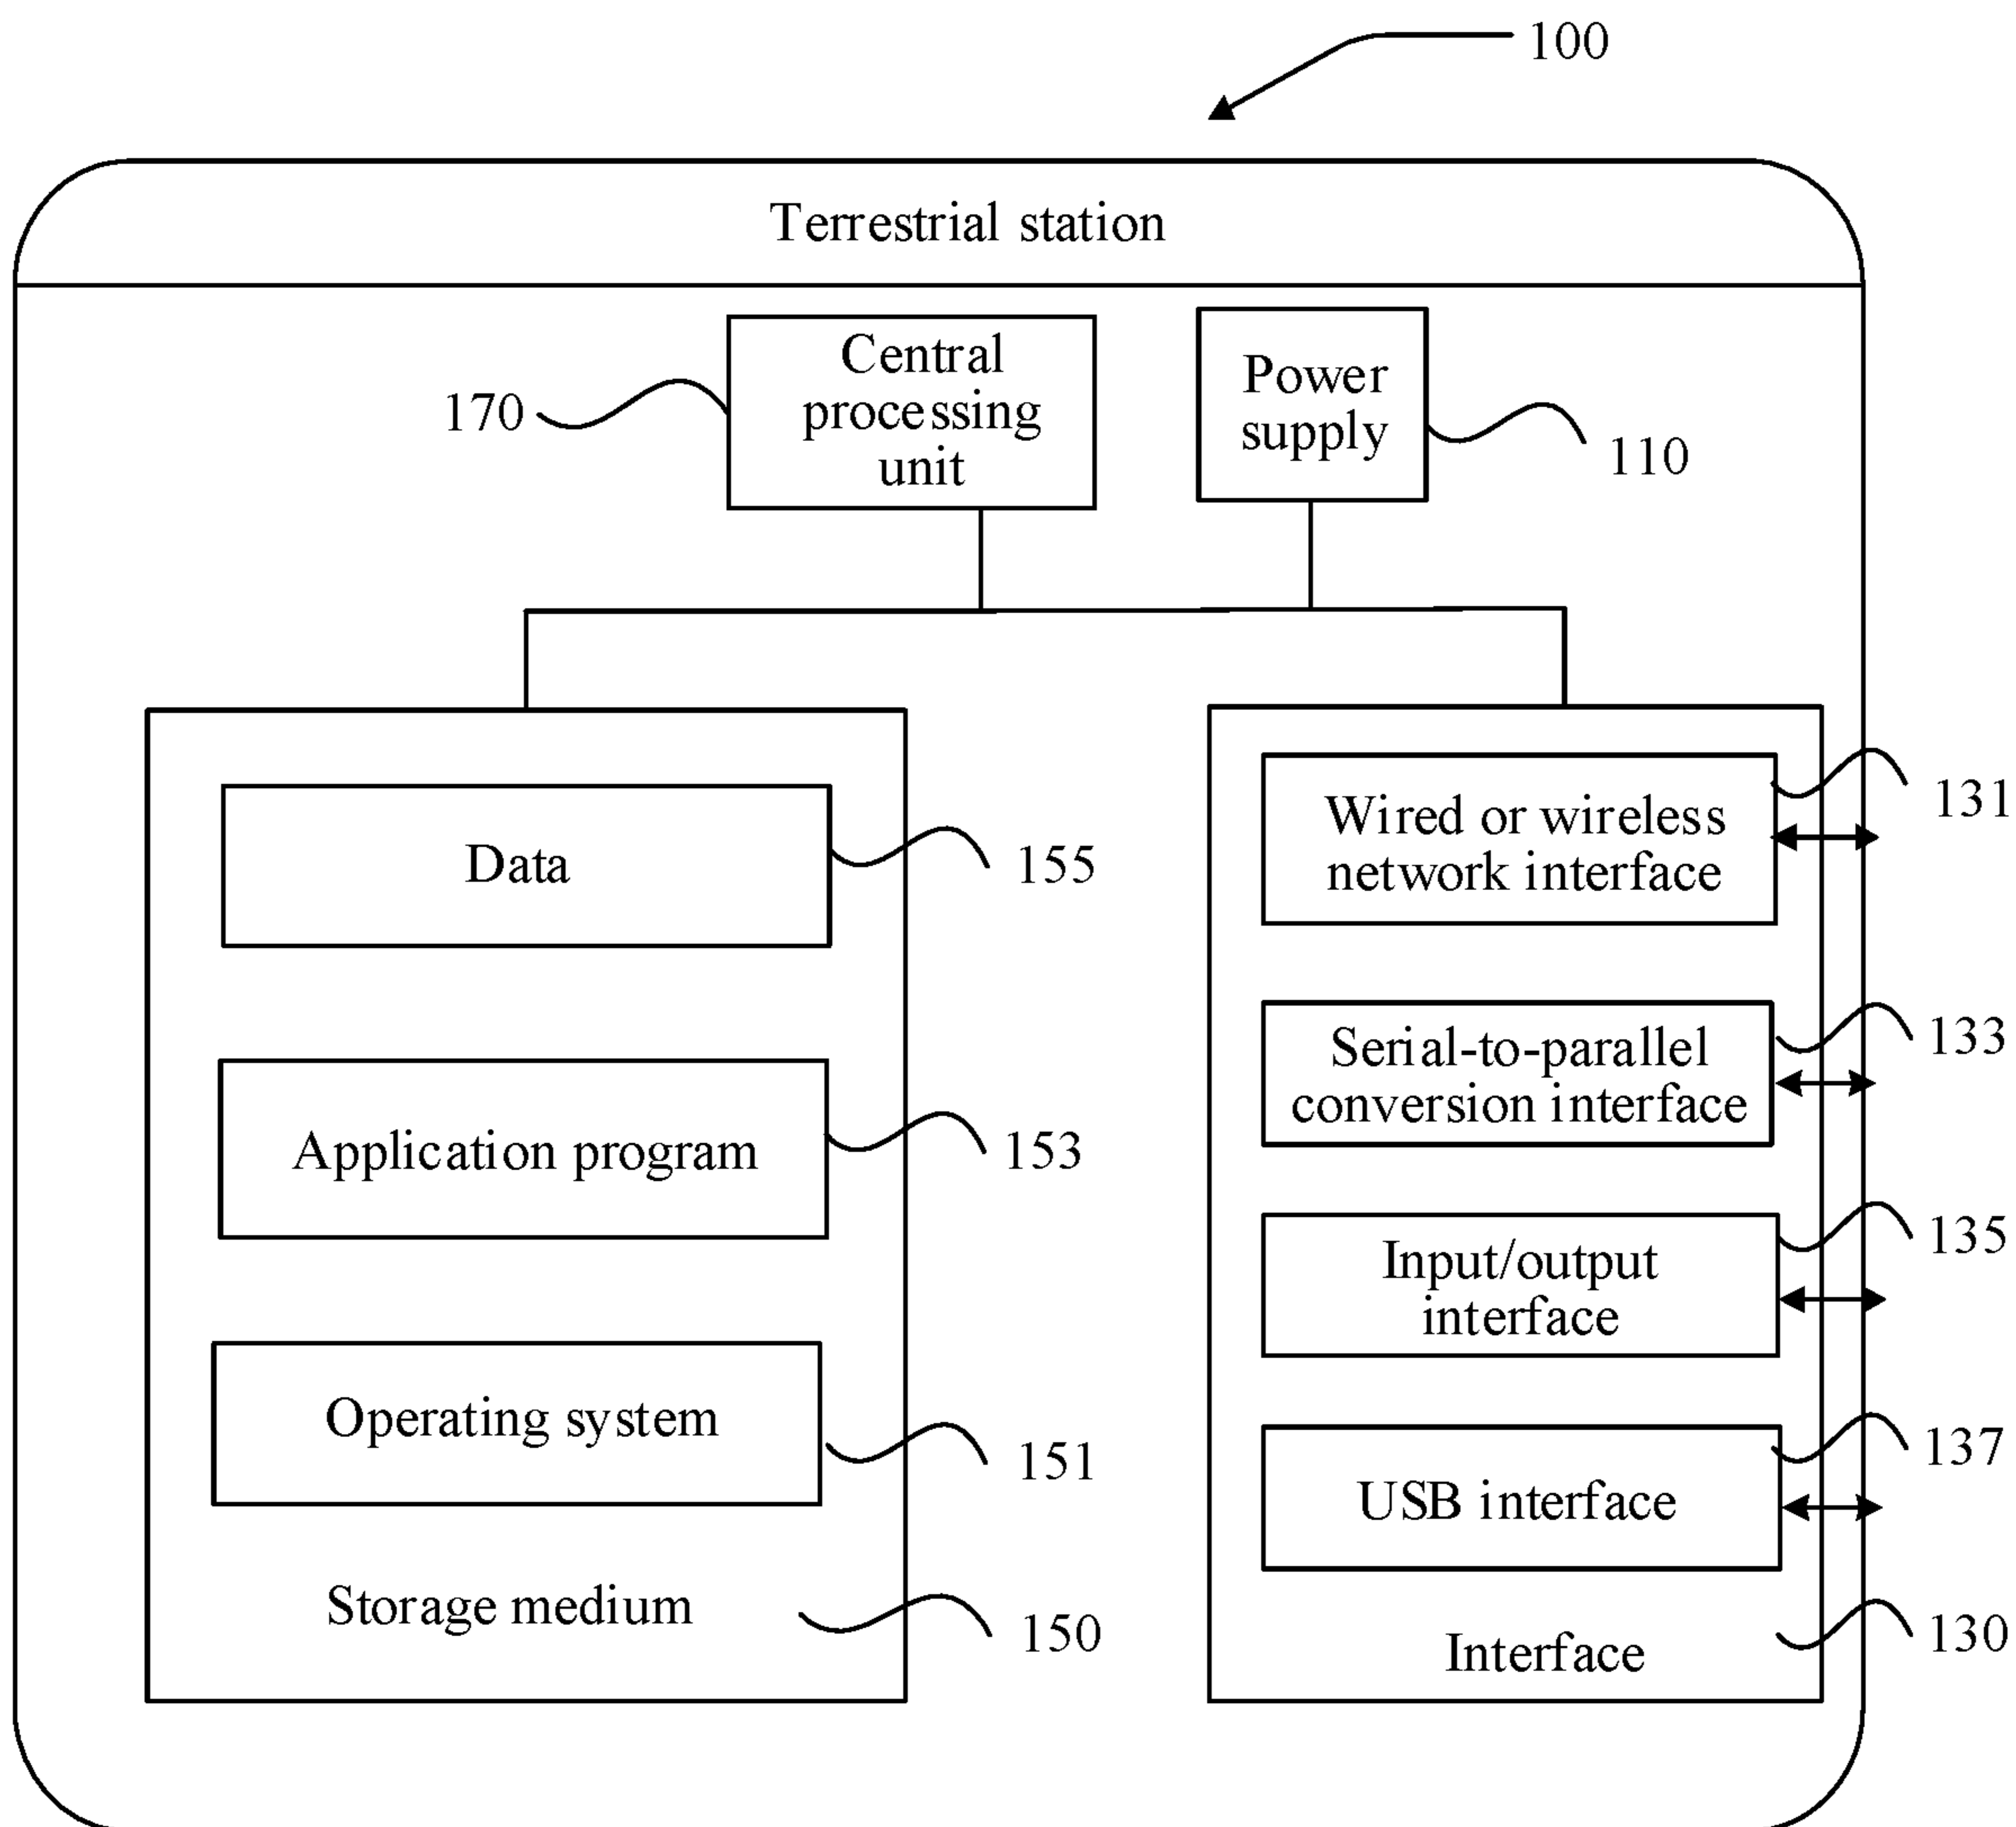 100
Terrestrial station
Central
processing
unit
170
Power
supply
110
Data
155
Application program
153
Operating system
151
Storage medium
150
Wired or wireless
network interface
131
Serial-to-parallel
conversion interface
133
Input/output
interface
135
USB interface
137
Interface
130